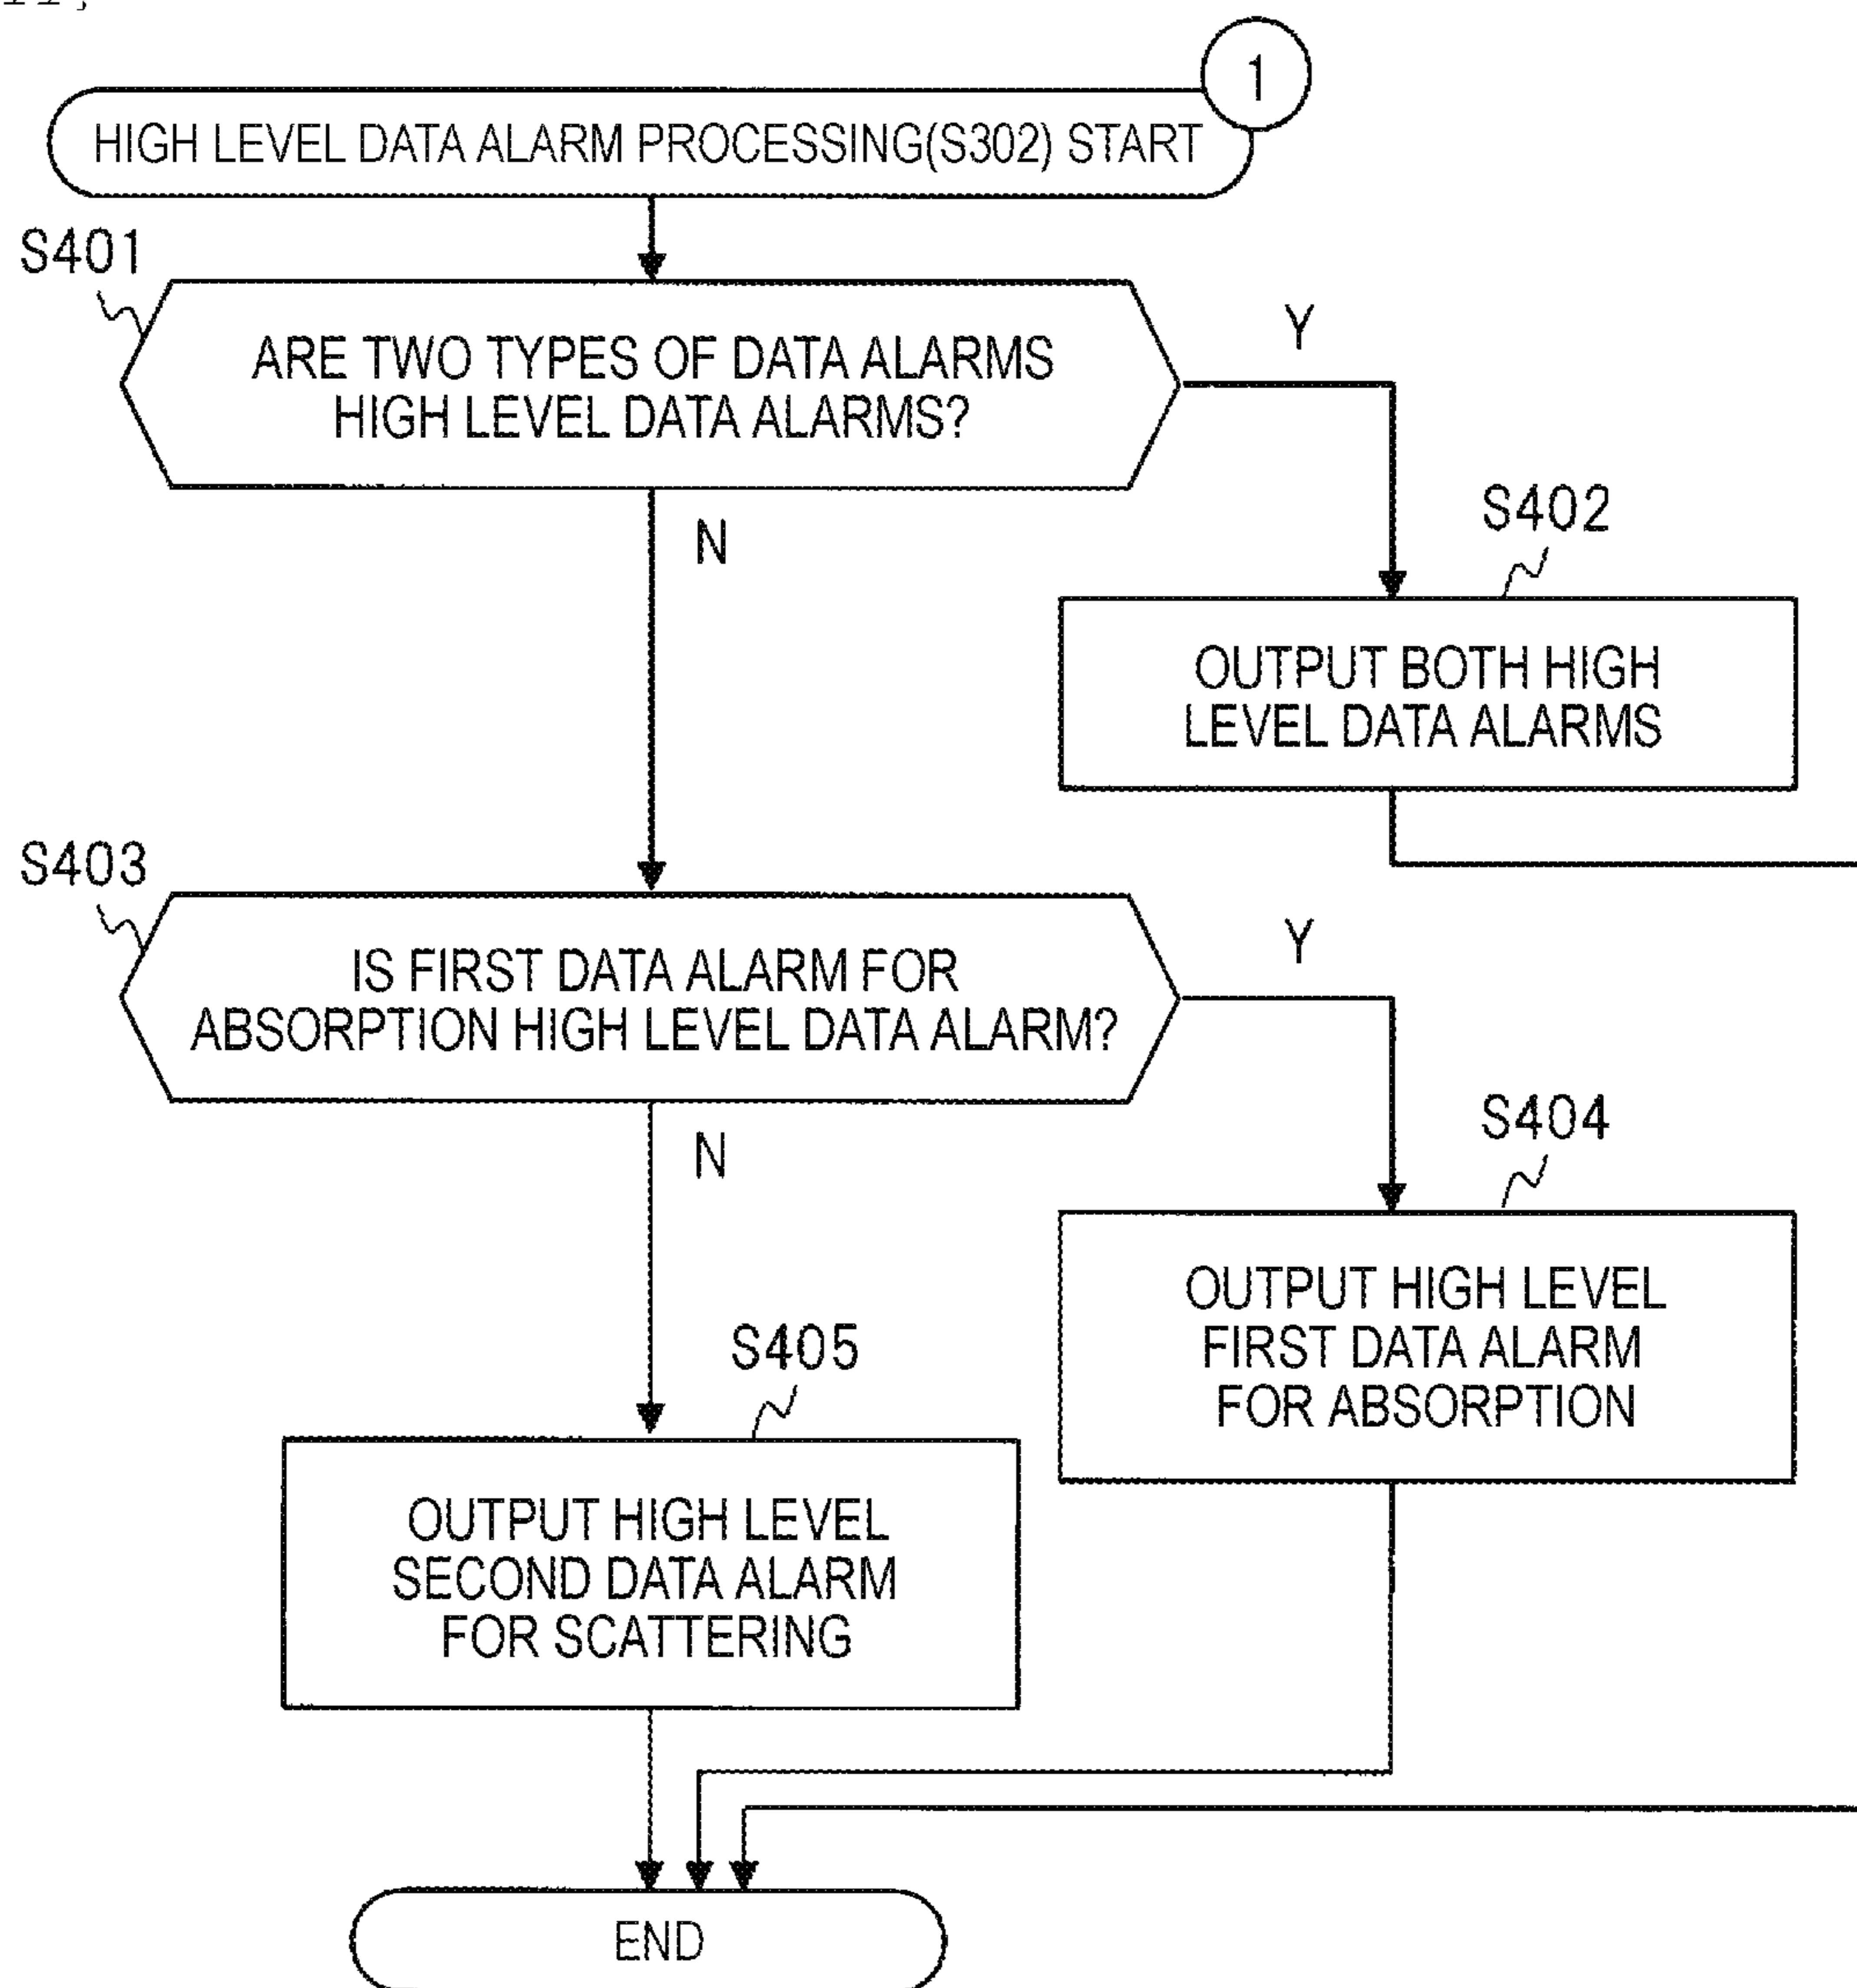 1
HIGH LEVEL DATA ALARM PROCESSING(S302) START
S401
ARE TWO TYPES OF DATA ALARMS
HIGH LEVEL DATA ALARMS?
Y
N
S402
OUTPUT BOTH HIGH
LEVEL DATA ALARMS
S403
IS FIRST DATA ALARM FOR
ABSORPTION HIGH LEVEL DATA ALARM?
Y
N
S404
OUTPUT HIGH LEVEL
FIRST DATA ALARM
FOR ABSORPTION
S405
OUTPUT HIGH LEVEL
SECOND DATA ALARM
FOR SCATTERING
END